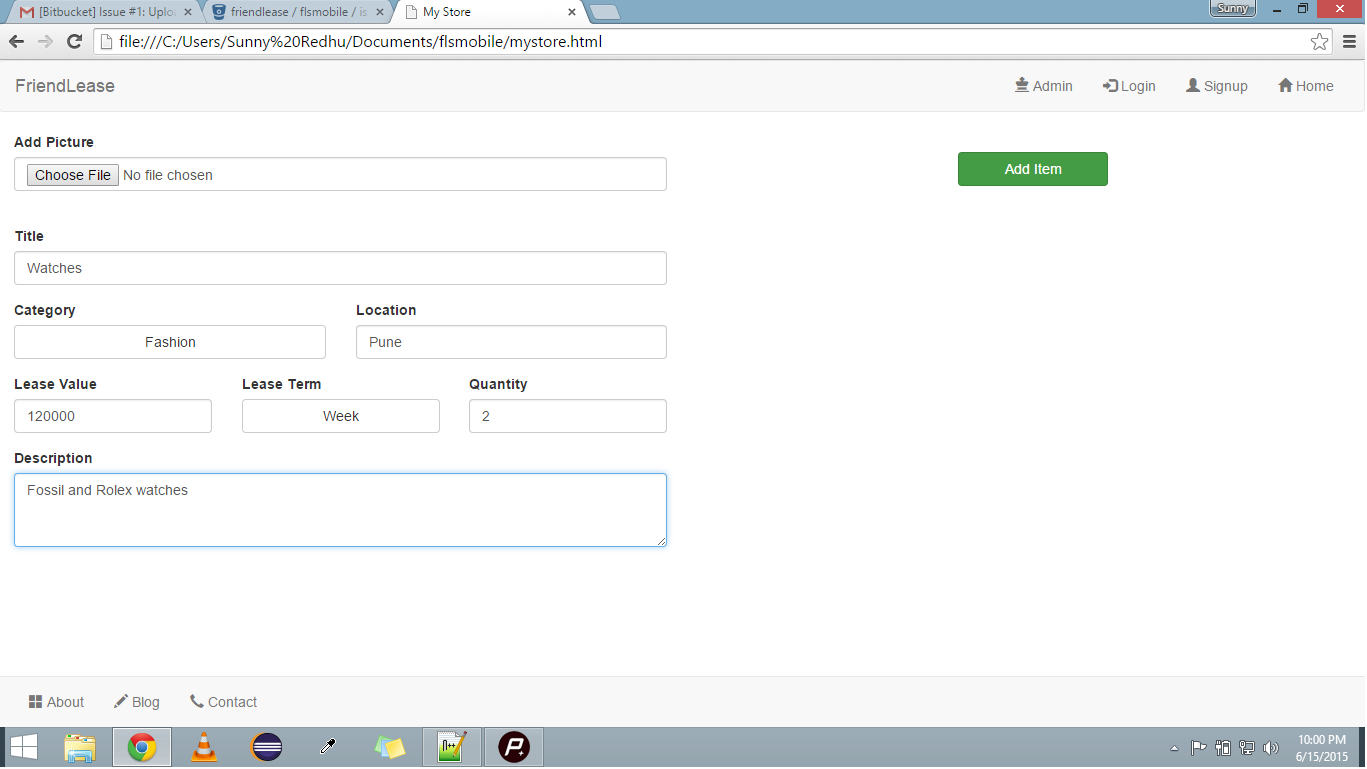 [Bitbucket] Issue #1: Uplo
friendlease / flsmobile / is
My Store
Sunny
file:///C:/Users/Sunny%20Redhu/Documents/flsmobile/mystore.html
FriendLease
Admin
Login
Signup
Home
Add Picture
Choose File No file chosen
Add Item
Title
Watches
Category
Location
Fashion
Pune
Lease Value
Lease Term
Quantity
120000
Week
2
Description
Fossil and Rolex watches
About
Blog
Contact
10:00 PM
6/15/2015